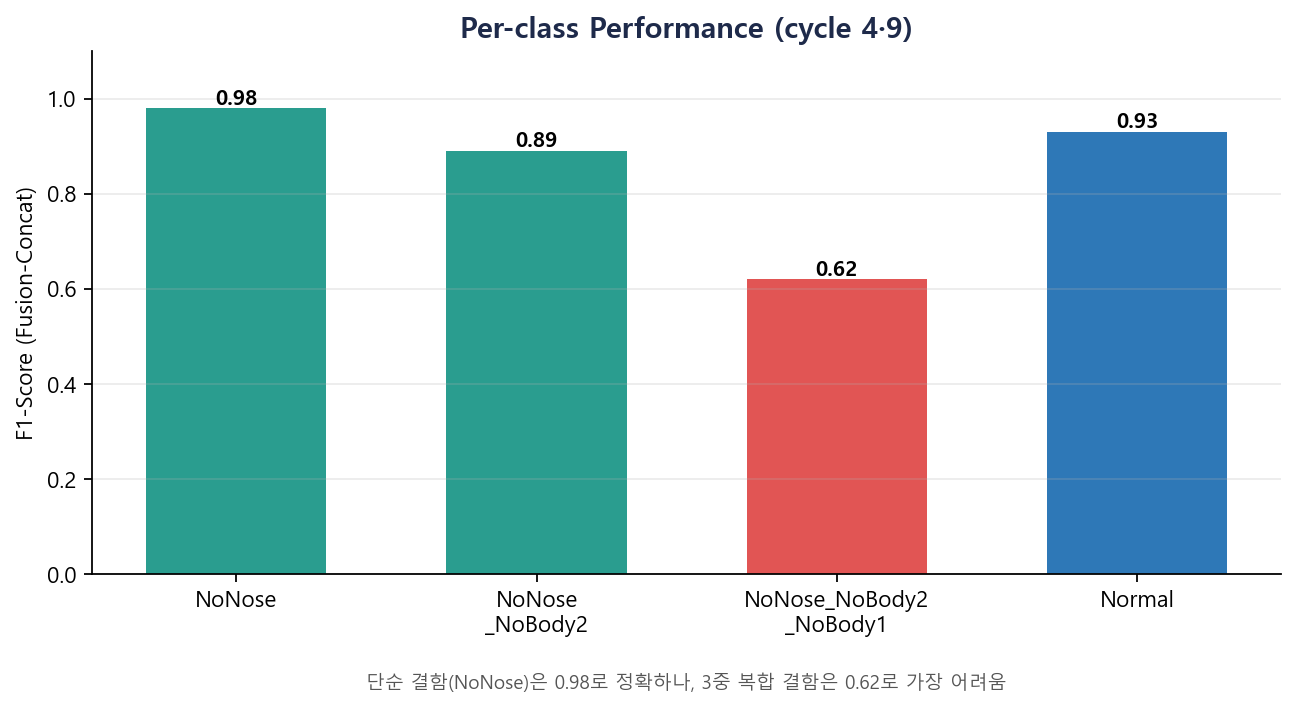 Per-class Performance (cycle 4·9)
F1-Score (Fusion-Concat)
1.0
0.8
0.6
0.4
0.2
0.0
0.98
0.89
0.62
0.93
NoNose
NoNose
_NoBody2
NoNose_NoBody2
_NoBody1
Normal
단순 결함(NoNose)은 0.98로 정확하나, 3중 복합 결함은 0.62로 가장 어려움